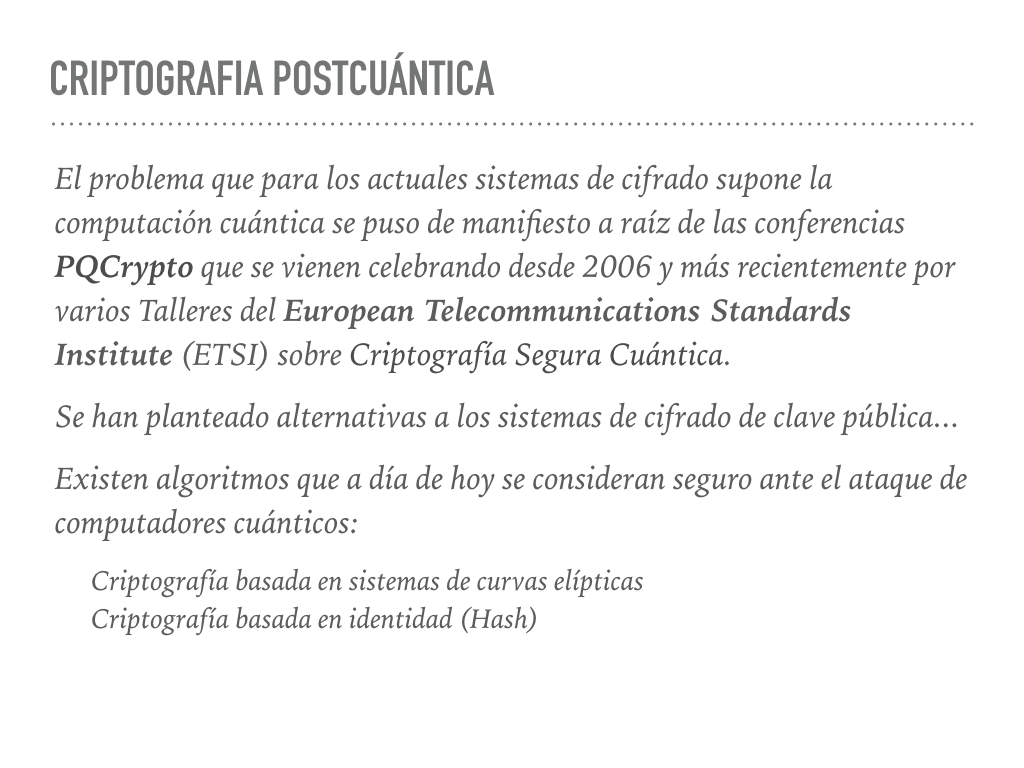 CRIPTOGRAFIA POSTCUÁNTICA
El problema que para los actuales sistemas de cifrado supone la
computación cuántica se puso de manifiesto a raíz de las conferencias
PQCrypto que se vienen celebrando desde 2006 y más recientemente por
varios Talleres del European Telecommunications Standards
Institute (ETSI) sobre Criptografía Segura Cuántica.
Se han planteado alternativas a los sistemas de cifrado de clave pública...
Existen algoritmos que a día de hoy se consideran seguro ante el ataque de
computadores cuánticos:
Criptografía basada en sistemas de curvas elípticas
Criptografía basada en identidad (Hash)